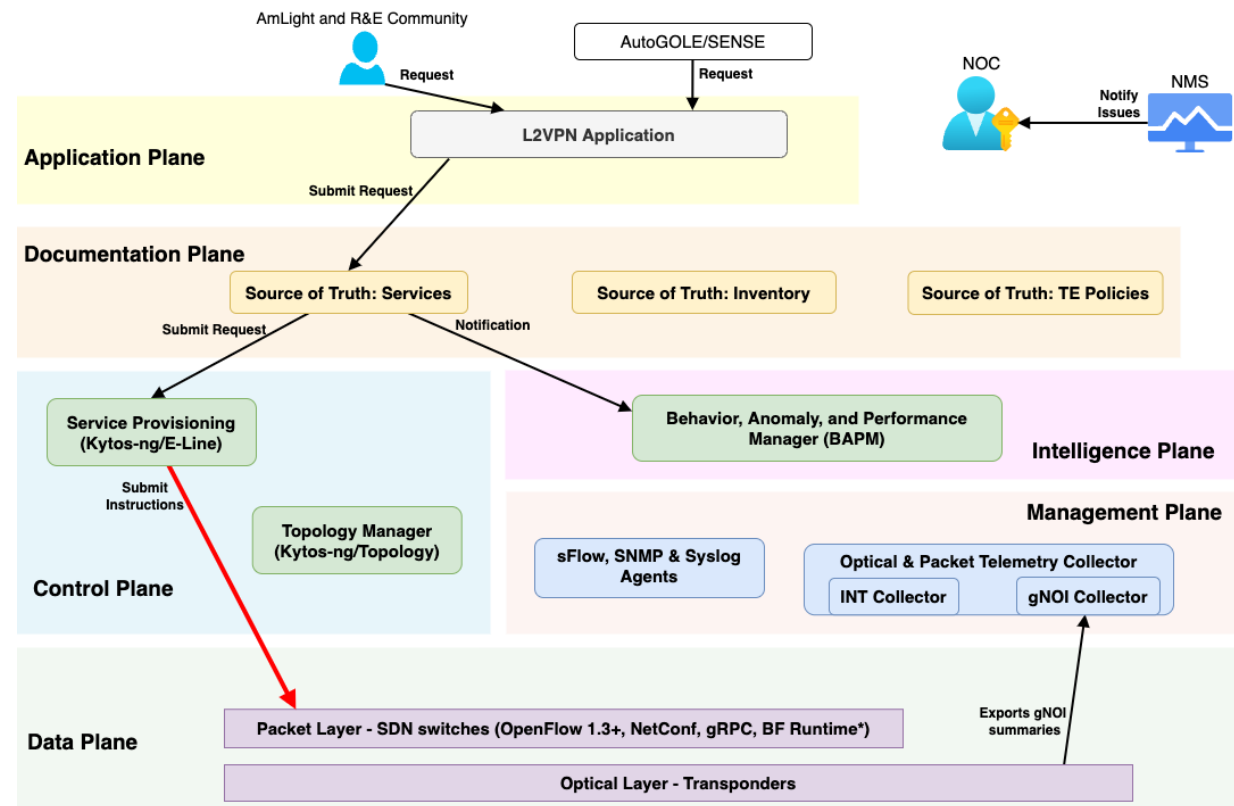 AmLight and R&E Community
AutoGOLE/SENSE
NOC
NMS
Request
Request
Notify
Issues
L2VPN Application
Application Plane
Submit Request
Documentation Plane
Source of Truth: Services
Source of Truth: Inventory
Source of Truth: TE Policies
Submit Request
Notification
Service Provisioning
(Kytos-ng/E-Line)
Behavior, Anomaly, and Performance
Manager (BAPM)
Intelligence Plane
Submit
Instructions
Topology Manager
(Kytos-ng/Topology)
Control Plane
Management Plane
sFlow, SNMP & Syslog
Agents
Optical & Packet Telemetry Collector
INT Collector
gNOI Collector
Data Plane
Packet Layer - SDN switches (OpenFlow 1.3+, NetConf, gRPC, BF Runtime*)
Exports gNOI
summaries
Optical Layer - Transponders